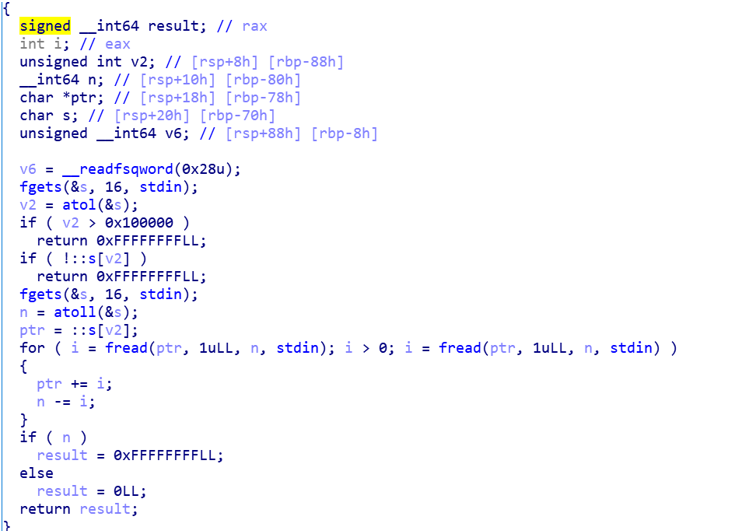 {
signed __int64 result; // rax
int i; // eax
unsigned int v2; // [rsp+8h] [rbp-88h]
__int64 n; // [rsp+10h] [rbp-80h]
char *ptr; // [rsp+18h] [rbp-78h]
char s; // [rsp+20h] [rbp-70h]
unsigned __int64 v6; // [rsp+88h] [rbp-8h]
v6 = __readfsqword(0x28u);
fgets(&s, 16, stdin);
v2 = atol(&s);
if ( v2 > 0x100000 )
return 0xFFFFFFFFLL;
if ( !::s[v2] )
return 0xFFFFFFFFLL;
fgets(&s, 16, stdin);
n = atoll(&s);
ptr = ::s[v2];
for ( i = fread(ptr, 1uLL, n, stdin); i > 0; i = fread(ptr, 1uLL, n, stdin) )
{
ptr += i;
n -= i;
}
if ( n )
result = 0xFFFFFFFFLL;
else
result = 0LL;
return result;
}